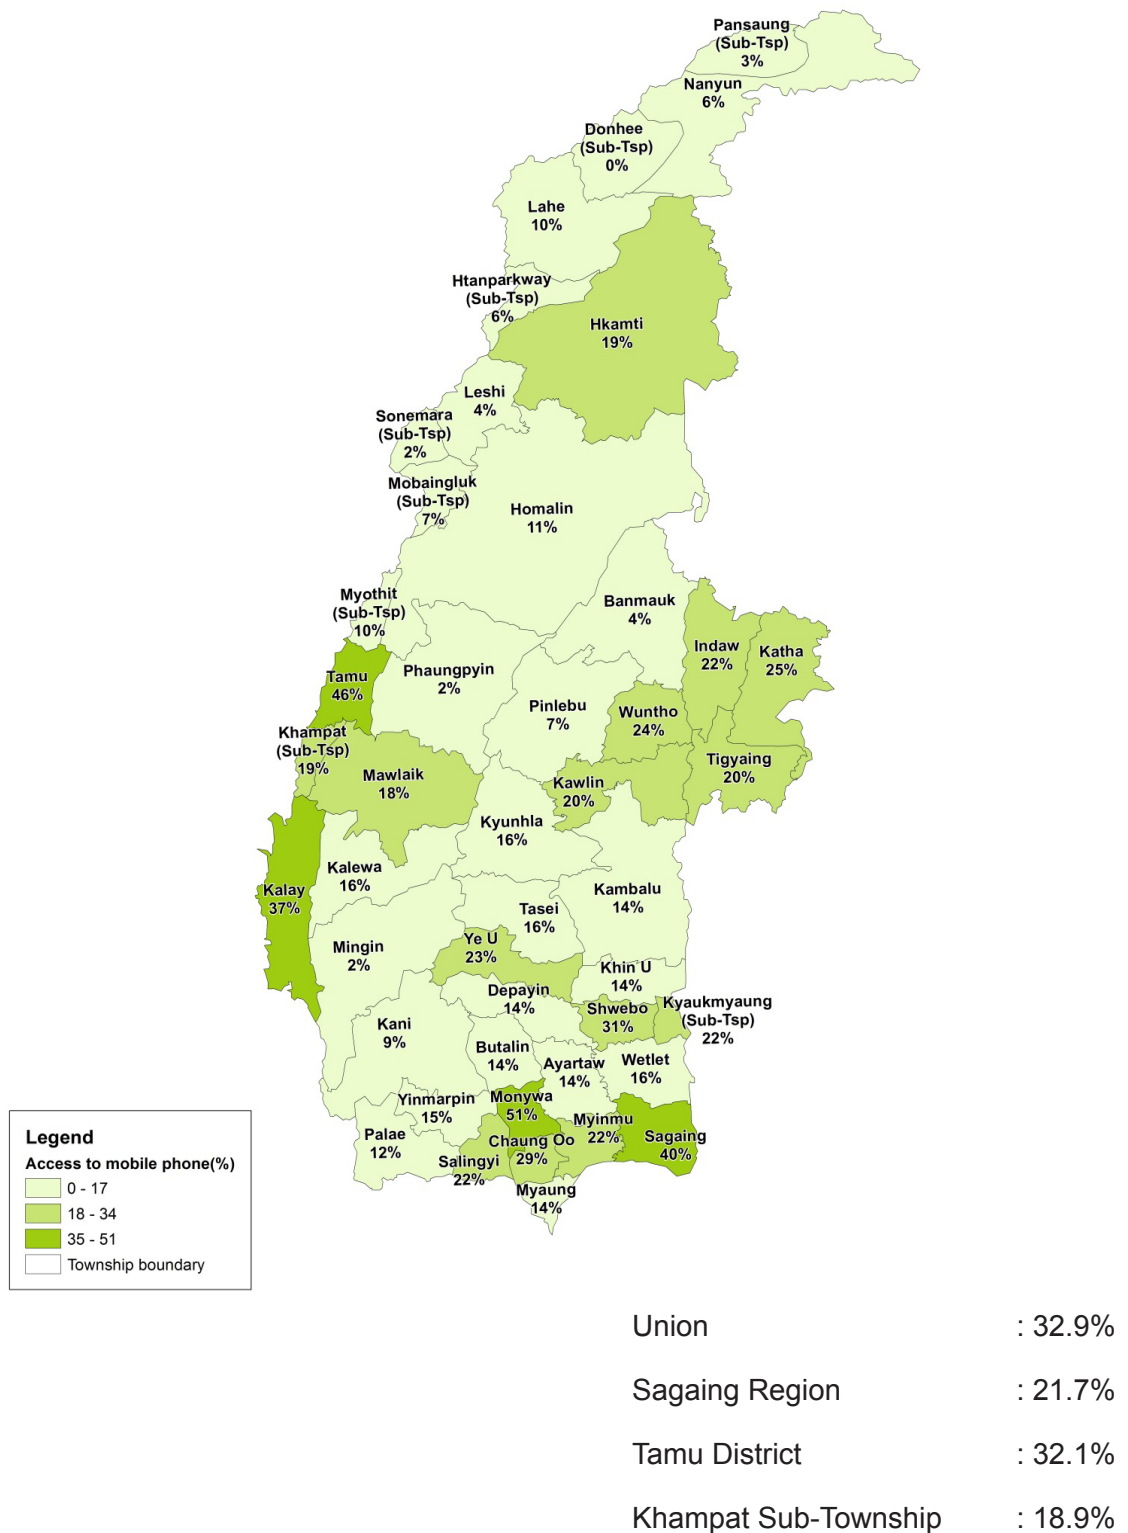 Pansaung
(Sub-Tsp)
3%
Nanyun
6%
Donhee
(Sub-Tsp)
0%
Lahe
10%
Htanparkway
(Sub-Tsp)
6%
Hkamti
19%
Leshi
4%
Sonemara
(Sub-Tsp)
2%
Mobaingluk
(Sub-Tsp)
7%
Homalin
11%
Myothit
(Sub-Tsp)
10%
Banmauk
4%
Indaw
22%
Katha
25%
Tamu
46%
Phaungpyin
2%
Pinlebu
7%
Wuntho
24%
Khampat
(Sub-Tsp)
19%
Mawlaik
18%
Kawlin
20%
Tigyaing
20%
Kyunhla
16%
Kalewa
16%
Kalay
37%
Kambalu
14%
Tasei
16%
Ye U
23%
Mingin
2%
Khin U
14%
Depayin
14%
Shwebo
31%
Kyaukmyaung
(Sub-Tsp)
22%
Kani
9%
Butalin
14%
Ayartaw
14%
Wetlet
16%
Yinmarpin
15%
Monywa
51%
Myinmu
22%
Sagaing
40%
Palae
12%
Chaung Oo
29%
Salingyi
22%
Myaung
14%
Legend
Access to mobile phone(%)
0 - 17
18 - 34
35 - 51
Township boundary
Union : 32.9%
Sagaing Region : 21.7%
Tamu District : 32.1%
Khampat Sub-Township : 18.9%